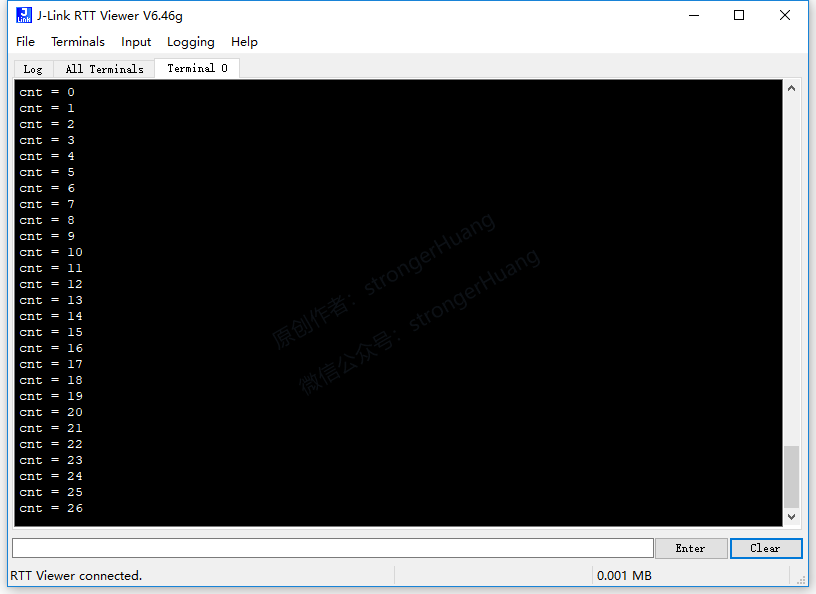 J-Link RTT Viewer V6.46g
File Terminals Input Logging Help
Log All Terminals Terminal 0
cnt = 0
cnt = 1
cnt = 2
cnt = 3
cnt = 4
cnt = 5
cnt = 6
cnt = 7
cnt = 8
cnt = 9
cnt = 10
cnt = 11
cnt = 12
cnt = 13
cnt = 14
cnt = 15
cnt = 16
cnt = 17
cnt = 18
cnt = 19
cnt = 20
cnt = 21
cnt = 22
cnt = 23
cnt = 24
cnt = 25
cnt = 26
原创作者：strongerHuang
微信公众号：strongerHuang
Enter Clear
RTT Viewer connected. 0.001 MB